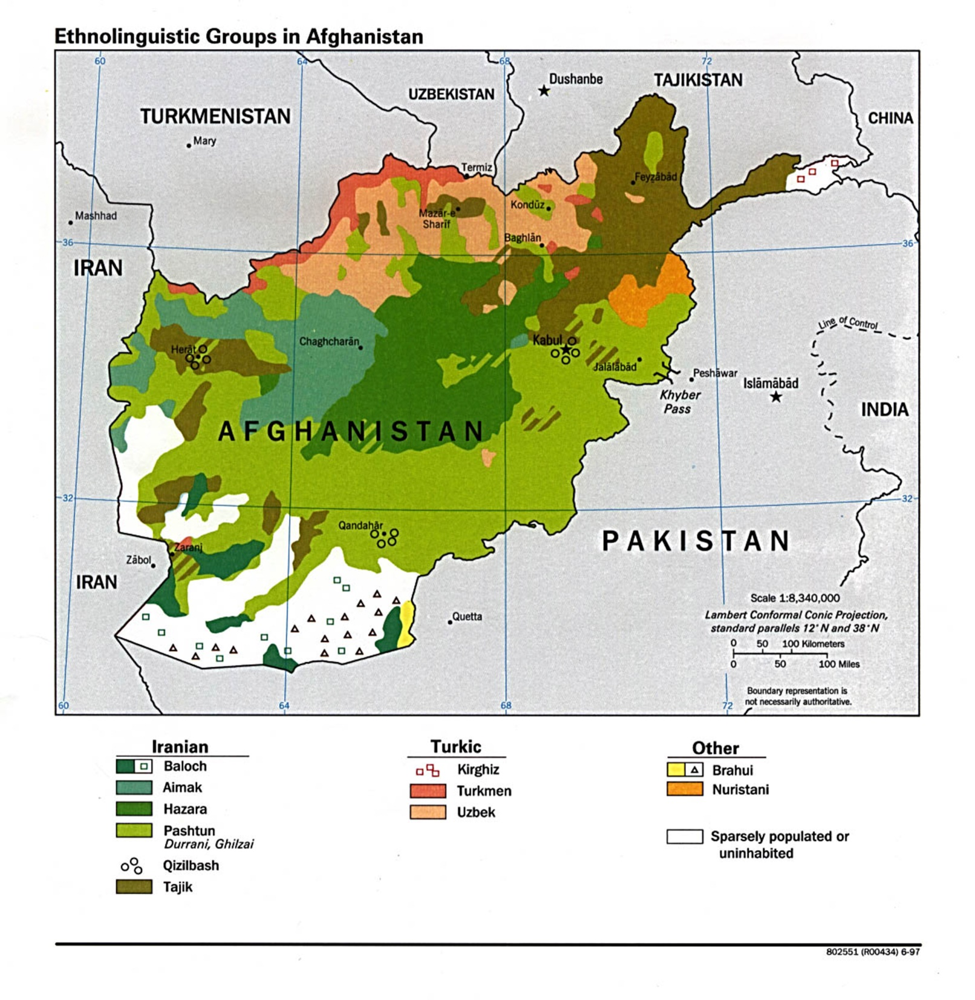 Ethnolinguistic Groups in Afghanistan
60
64
68
72
Dushanbe
TAJIKISTAN
UZBEKISTAN
TURKMENISTAN
CHINA
Mary
Termiz
Feyzābād
Kondūz
Mazār-e
Sharīf
Mashhad
Baghlān
36
36
IRAN
Line of Control
Chaghcharān
Kabul
Herāt
Jalālābād
Peshāwar
Islāmābād
Khyber
Pass
INDIA
AFGHANISTAN
32
32
Qandahār
PAKISTAN
Zaranj
Zābol
IRAN
Quetta
Scale 1:8,340,000
Lambert Conformal Conic Projection,
standard parallels 12°N and 38°N
0 50 100 Kilometers
0 50 100 Miles
Boundary representation is
not necessarily authoritative.
60
64
68
72
Iranian
Baloch
Aimak
Hazara
Pashtun
Durrani, Ghilzai
Qizilbash
Tajik
Turkic
Kirghiz
Turkmen
Uzbek
Other
Brahui
Nuristani
Sparsely populated or
uninhabited
802551 (R00434) 6-97